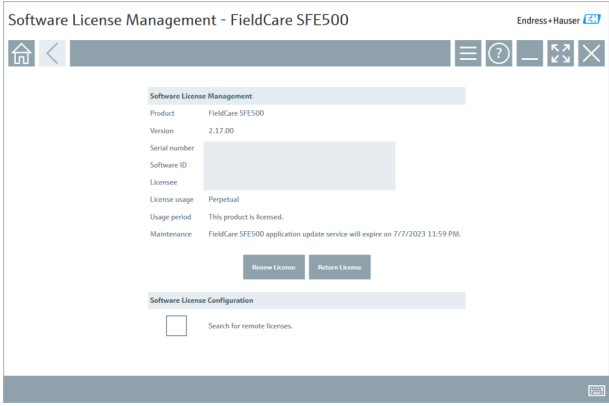 Software License Management - FieldCare SFE500
Endress+Hauser EH
Software License Management
Product FieldCare SFE500
Version 2.17.00
Serial number
Software ID
Licensee
License usage Perpetual
Usage period This product is licensed.
Maintenance FieldCare SFE500 application update service will expire on 7/7/2023 11:59 PM.
Renew License Return License
Software License Configuration
Search for remote licenses.